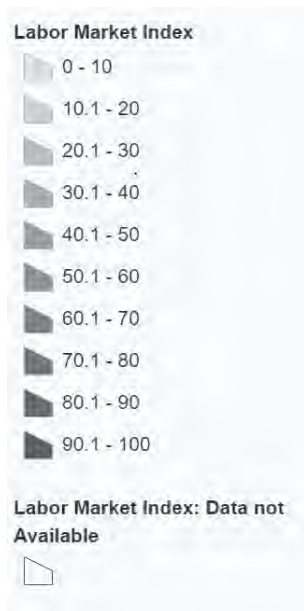 Labor Market Index
0 - 10
10.1 - 20
20.1 - 30
30.1 - 40
40.1 - 50
50.1 - 60
60.1 - 70
70.1 - 80
80.1 - 90
90.1 - 100
Labor Market Index: Data not
Available